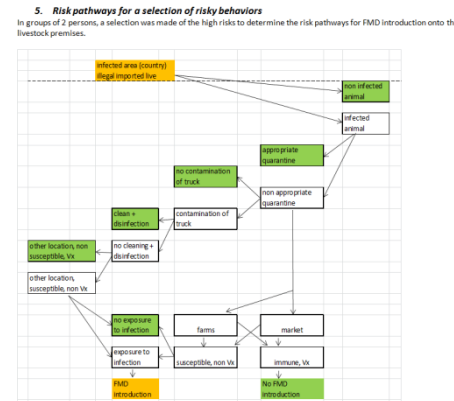 5. Risk pathways for a selection of risky behaviors
In groups of 2 persons, a selection was made of the high risks to determine the risk pathways for FMD introduction onto th
livestock premises.
infected area (country)
illegal imported live
non infected
animal
infected
animal
appropriate
quarantine
no contamination
of truck
non appropriate
quarantine
clean +
disinfection
contamination of
truck
other location, non
susceptible, Vx
no cleaning +
disinfection
other location,
susceptible, non Vx
no exposure
to infection
farms
market
exposure to
infection
susceptible, non Vx
immune, Vx
FMD
introduction
No FMD
introduction